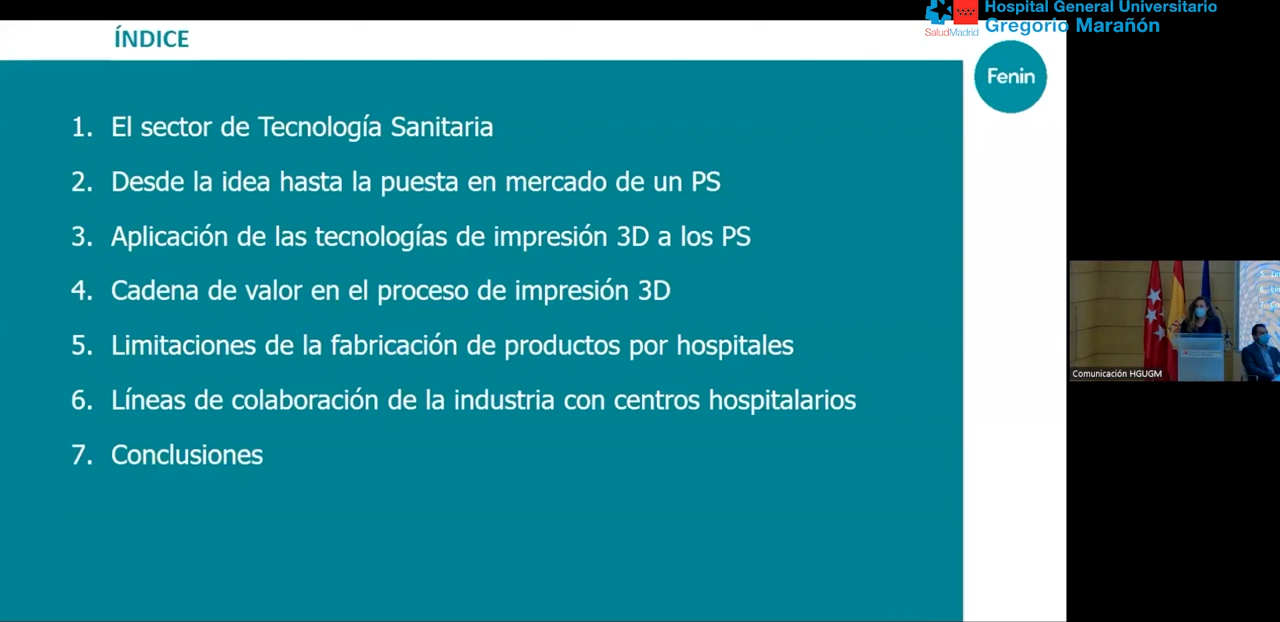 Hospital General Universitario
Gregorio Marañón
SaludMadrid
ÍNDICE
Fenin
1. El sector de Tecnología Sanitaria
2. Desde la idea hasta la puesta en mercado de un PS
3. Aplicación de las tecnologías de impresión 3D a los PS
4. Cadena de valor en el proceso de impresión 3D
5. Limitaciones de la fabricación de productos por hospitales
6. Líneas de colaboración de la industria con centros hospitalarios
7. Conclusiones
Comunicación HGUGM